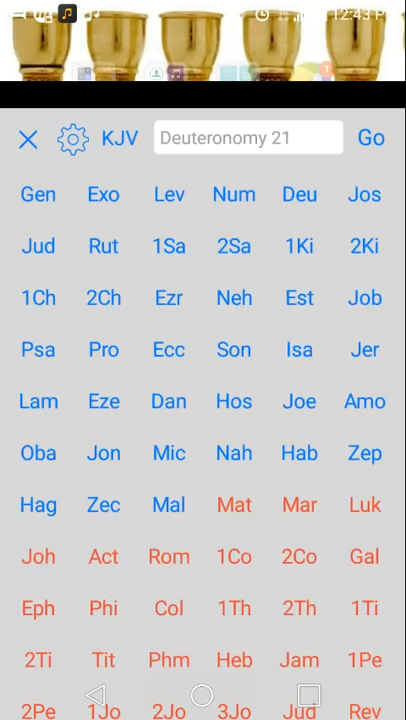 12:43 PM
KJV Deuteronomy 21 Go
Gen Exo Lev Num Deu Jos
Jud Rut 1Sa 2Sa 1Ki 2Ki
1Ch 2Ch Ezr Neh Est Job
Psa Pro Ecc Son Isa Jer
Lam Eze Dan Hos Joe Amo
Oba Jon Mic Nah Hab Zep
Hag Zec Mal Mat Mar Luk
Joh Act Rom 1Co 2Co Gal
Eph Phi Col 1Th 2Th 1Ti
2Ti Tit Phm Heb Jam 1Pe
2Pe 1Jo 2Jo 3Jo Jud Rev